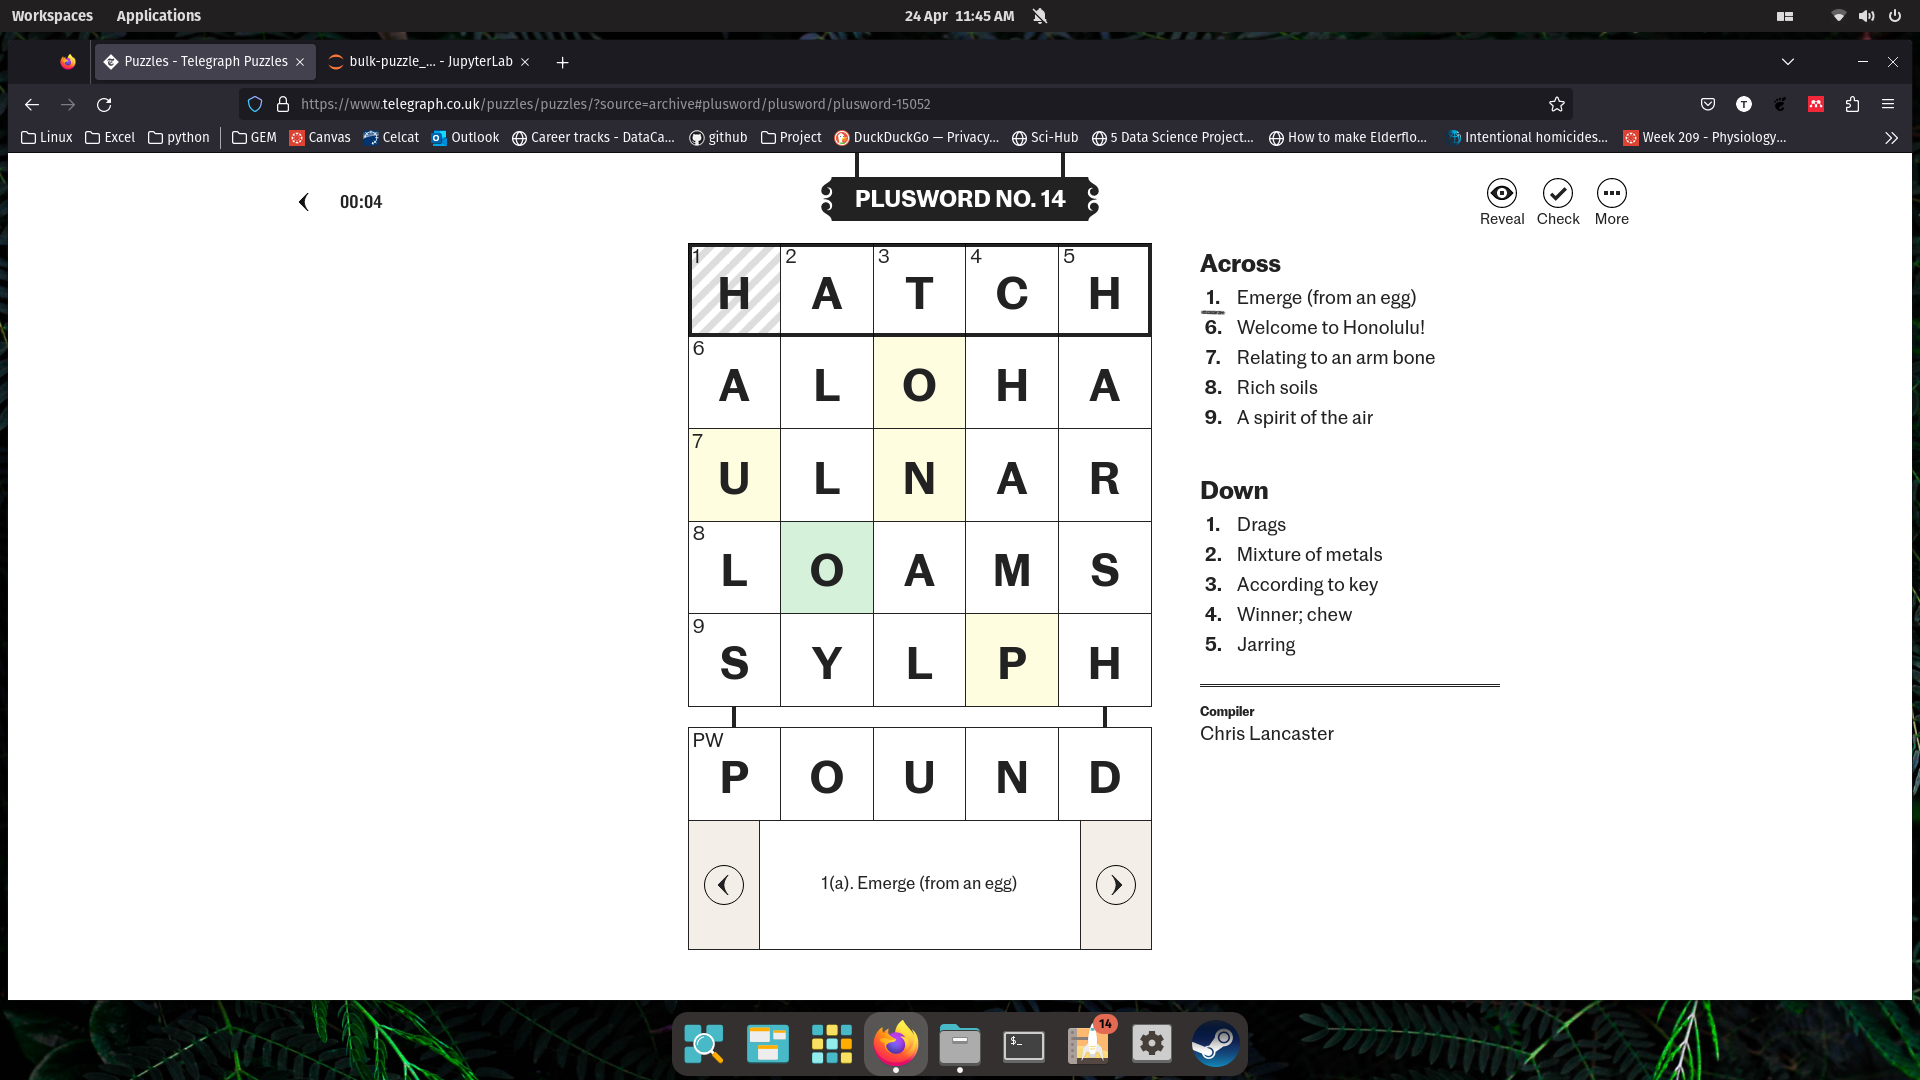 Workspaces Applications 24 Apr 11:45 AM
Puzzles - Telegraph Puzzles bulk-puzzle_... - JupyterLab
https://www.telegraph.co.uk/puzzles/puzzles/?source=archive#plusword/plusword/plusword-15052
Linux Excel python GEM Canvas Celcat Outlook Career tracks - DataCa... github Project DuckDuckGo — Privacy... Sci-Hub 5 Data Science Project... How to make Elderflo... Intentional homicides... Week 209 - Physiology...
00:04
PLUSWORD NO. 14
Reveal Check More
1 H 2 A 3 T 4 C 5 H
6 A L O H A
7 U L N A R
8 L O A M S
9 S Y L P H
PW P O U N D
1(a). Emerge (from an egg)
Across
1. Emerge (from an egg)
6. Welcome to Honolulu!
7. Relating to an arm bone
8. Rich soils
9. A spirit of the air
Down
1. Drags
2. Mixture of metals
3. According to key
4. Winner; chew
5. Jarring
Compiler
Chris Lancaster
14
$_